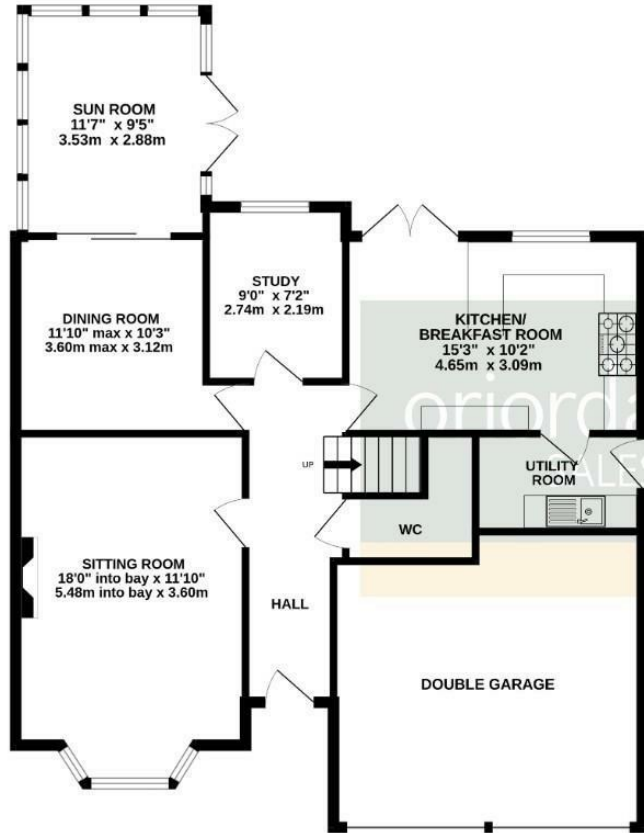 SUN ROOM
11'7" x 9'5"
3.53m x 2.88m
STUDY
9'0" x 7'2"
2.74m x 2.19m
DINING ROOM
11'10" max x 10'3"
3.60m max x 3.12m
KITCHEN/
BREAKFAST ROOM
15'3" x 10'2"
4.65m x 3.09m
UP
UTILITY
ROOM
WC
SITTING ROOM
18'0" into bay x 11'10"
5.48m into bay x 3.60m
HALL
DOUBLE GARAGE